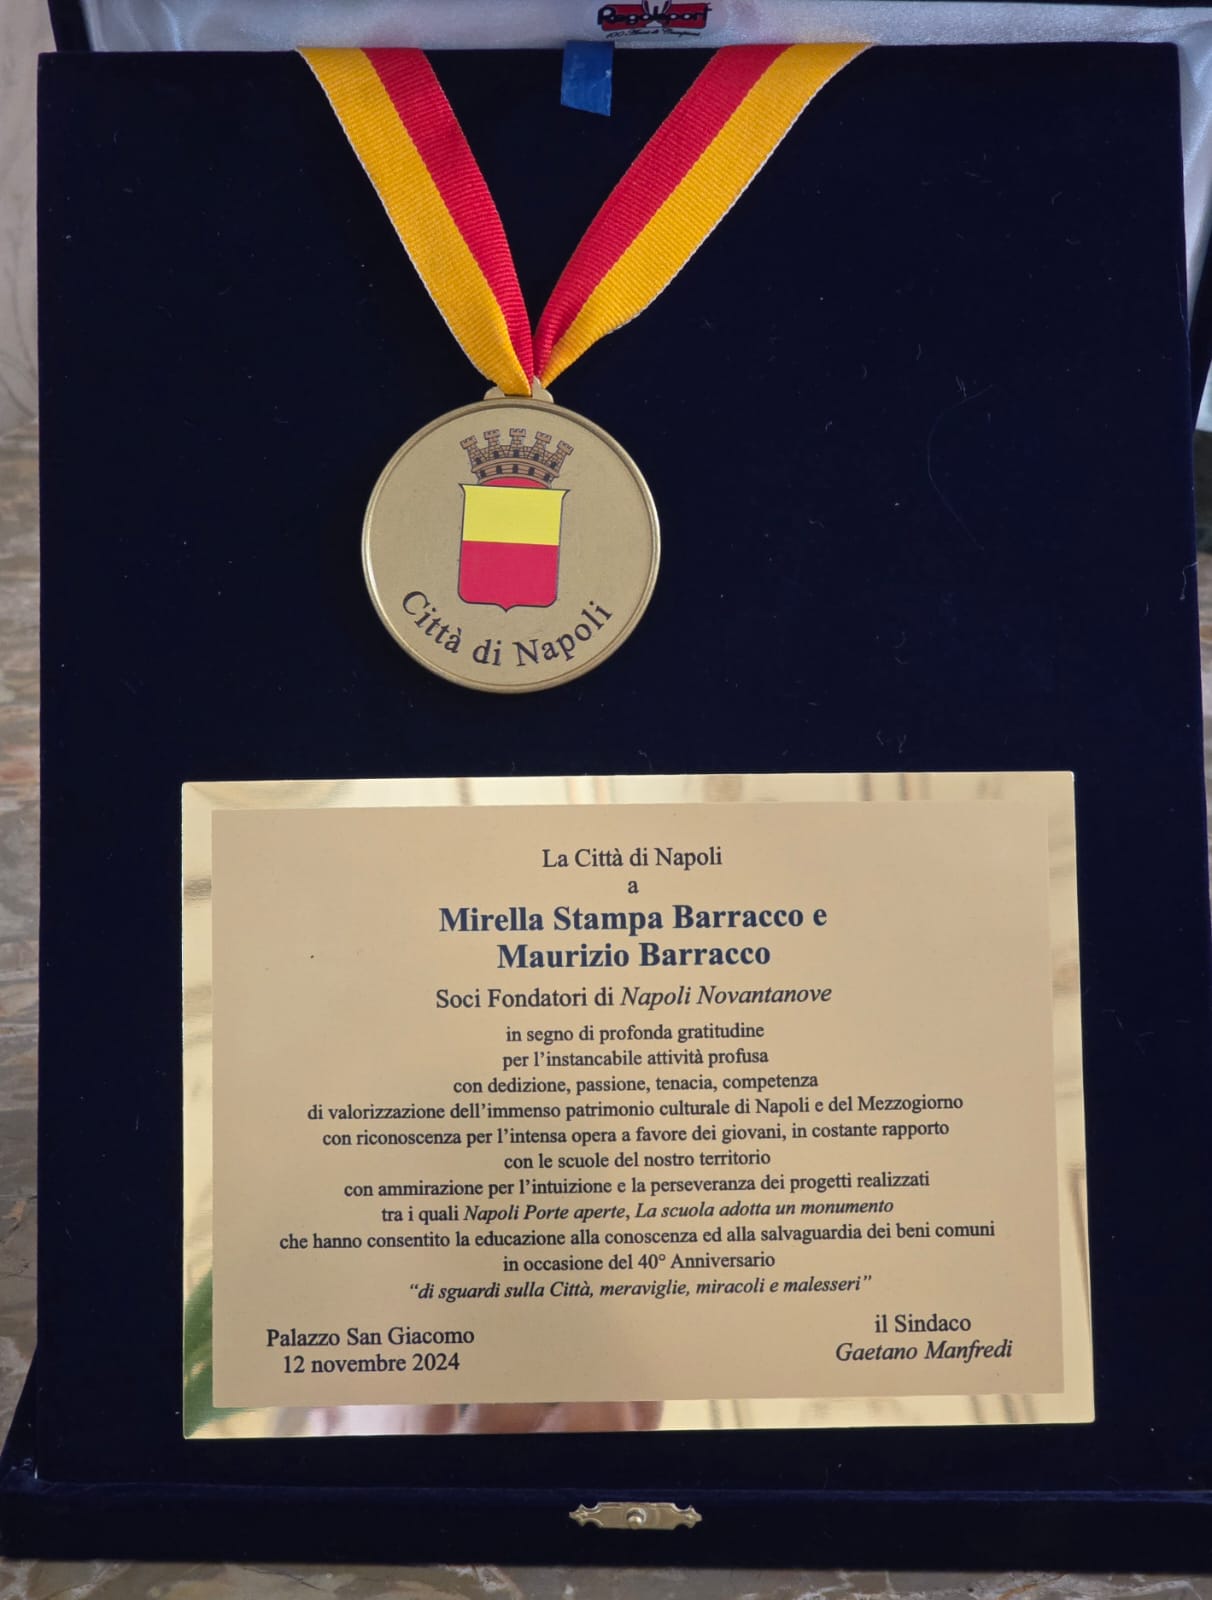 RegalSport
100 Anni di Campioni
Città di Napoli
La Città di Napoli
a
Mirella Stampa Barracco e
Maurizio Barracco
Soci Fondatori di Napoli Novantanove
in segno di profonda gratitudine
per l’instancabile attività profusa
con dedizione, passione, tenacia, competenza
di valorizzazione dell’immenso patrimonio culturale di Napoli e del Mezzogiorno
con riconoscenza per l’intensa opera a favore dei giovani, in costante rapporto
con le scuole del nostro territorio
con ammirazione per l’intuizione e la perseveranza dei progetti realizzati
tra i quali Napoli Porte aperte, La scuola adotta un monumento
che hanno consentito la educazione alla conoscenza ed alla salvaguardia dei beni comuni
in occasione del 40° Anniversario
“di sguardi sulla Città, meraviglie, miracoli e malesseri”
Palazzo San Giacomo
12 novembre 2024
il Sindaco
Gaetano Manfredi